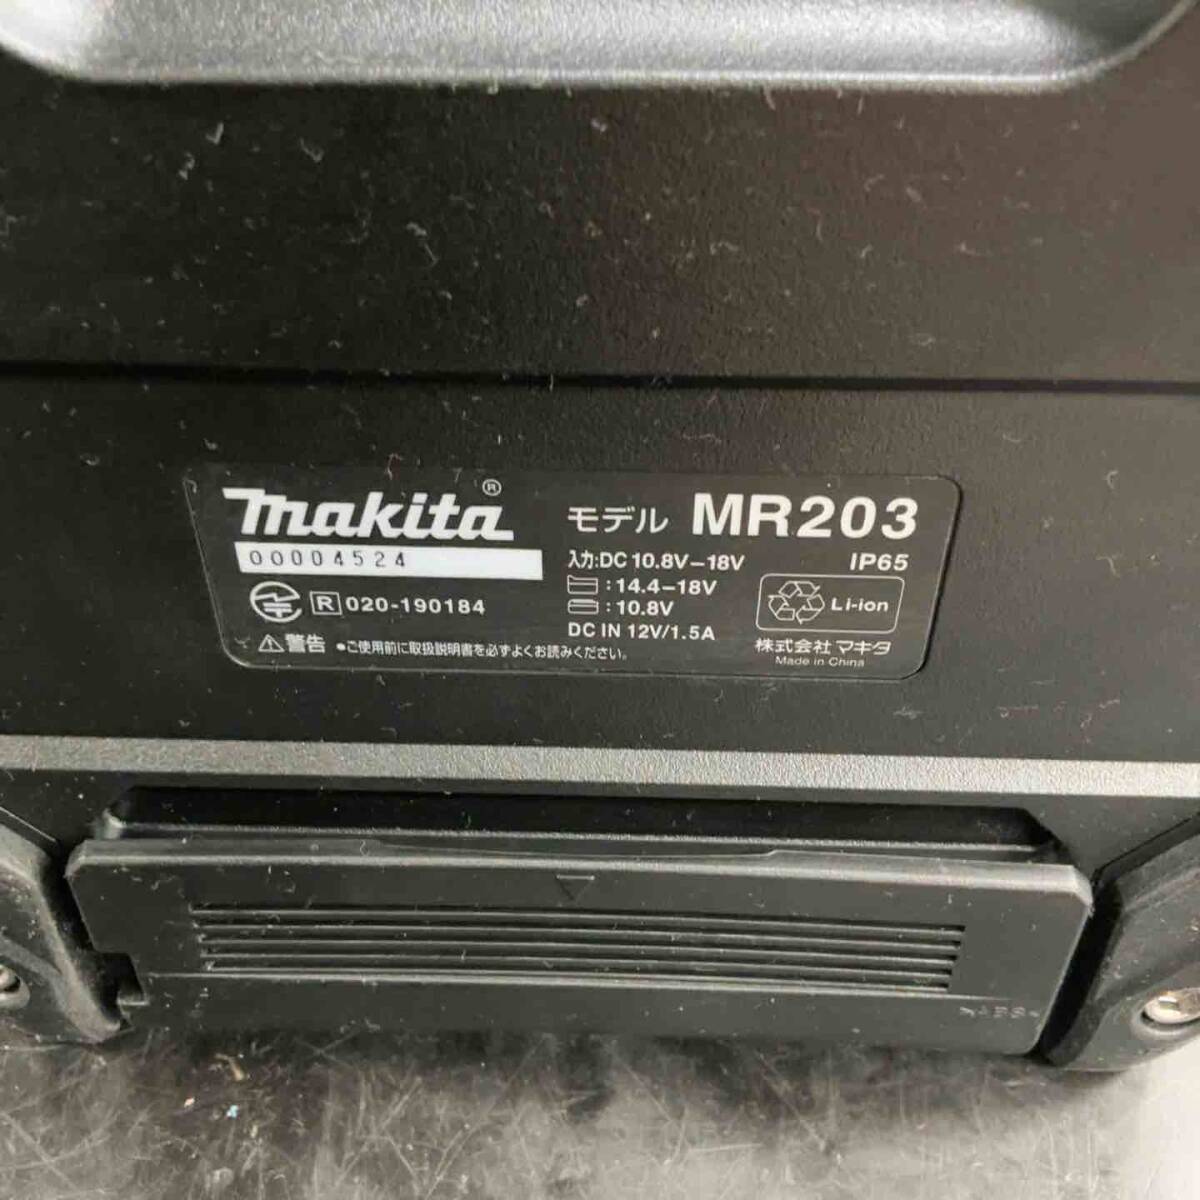 makita®
00004524
R 020-190184
⚠警告 ●ご使用前に取扱説明書を必ずよくお読みください。
モデル MR203
入力:DC 10.8V-18V
:14.4-18V
:10.8V
DC IN 12V/1.5A
IP65
Li-ion
株式会社 マキタ
Made in China